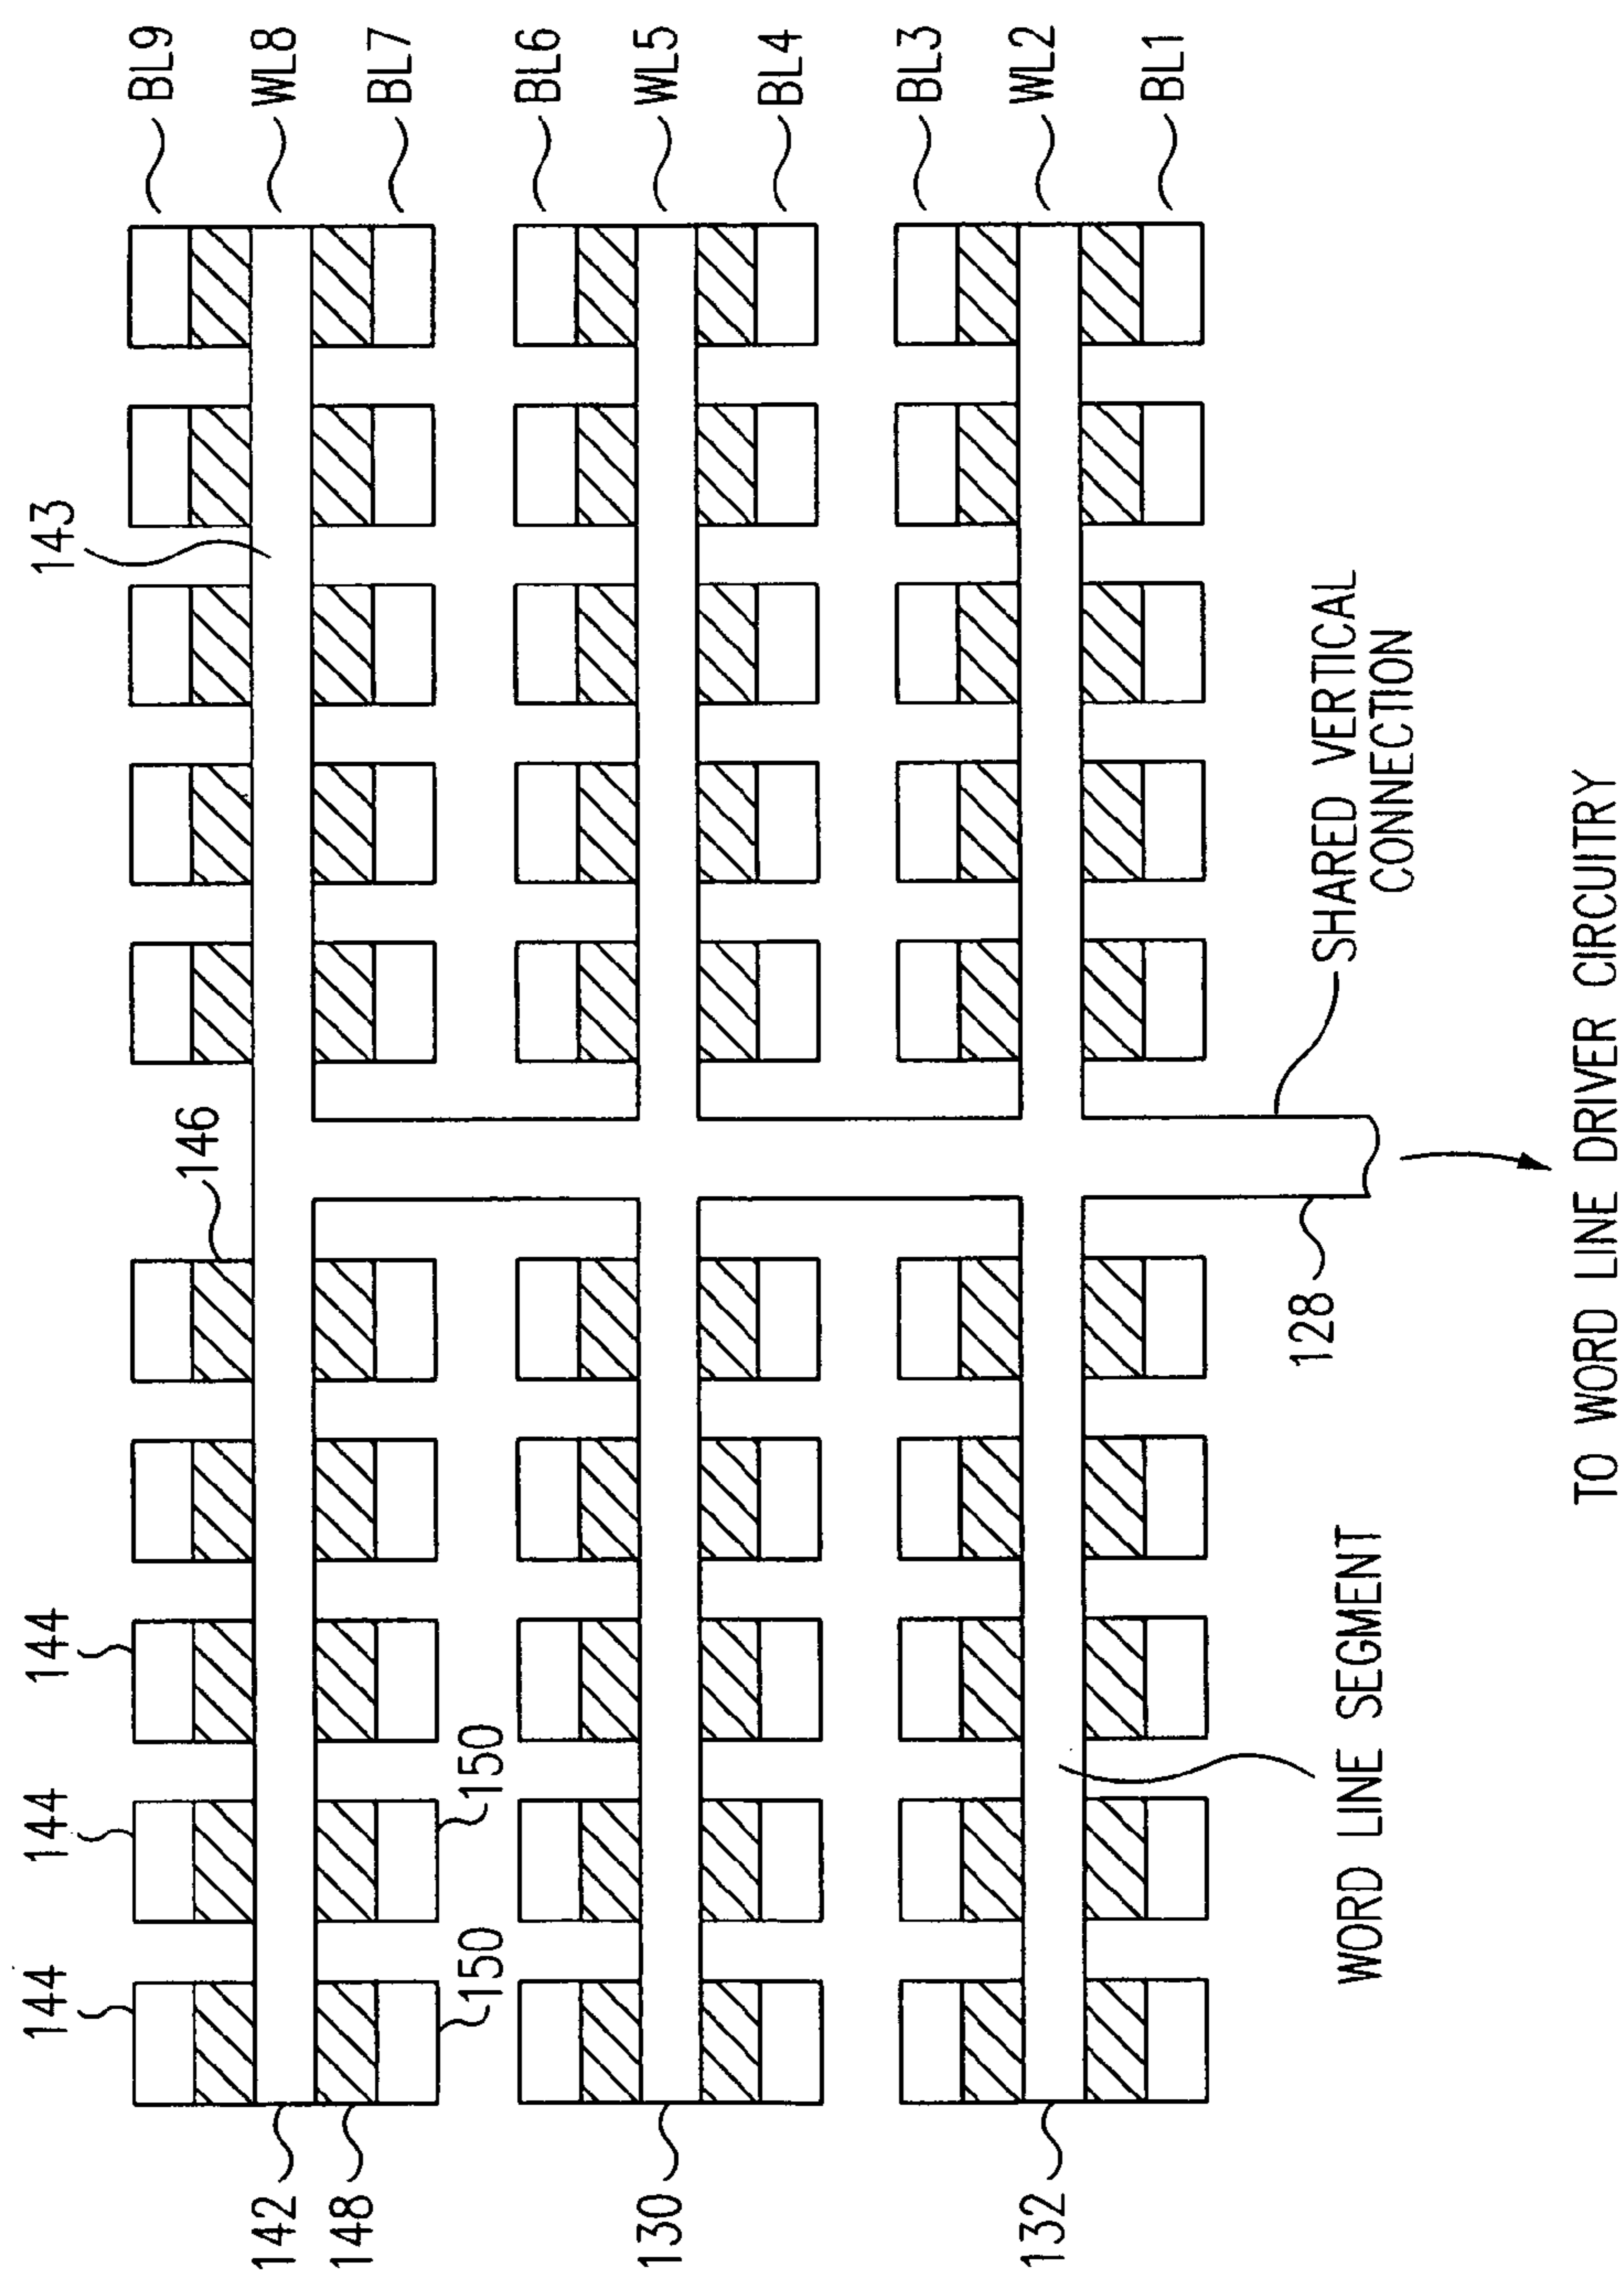 BL9
WL8
BL7
BL6
WL5
BL4
BL3
WL2
BL1
143
146
144
144
144
150
150
142
148
130
132
128
SHARED VERTICAL
CONNECTION
WORD LINE SEGMENT
TO WORD LINE DRIVER CIRCUITRY